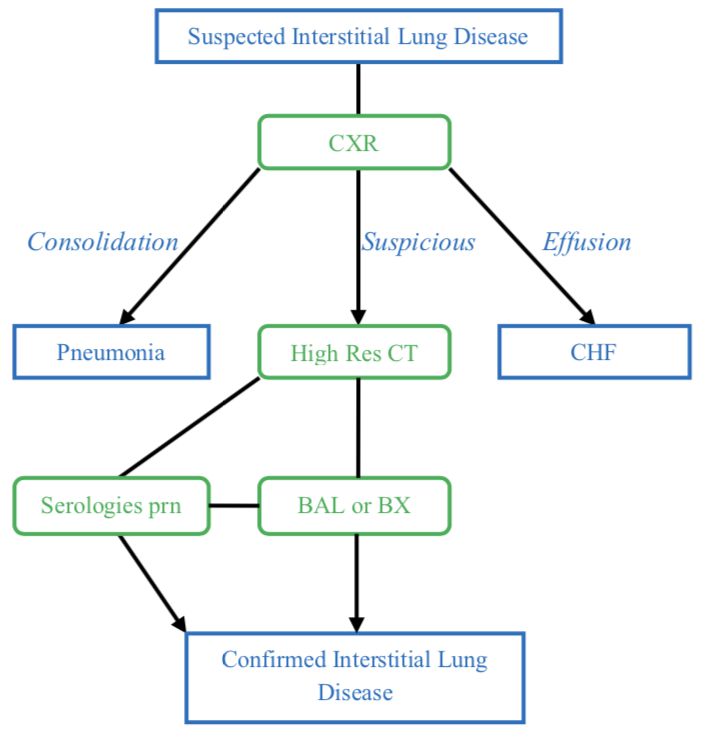 Suspected Interstitial Lung Disease
CXR
Consolidation
Suspicious
Effusion
Pneumonia
High Res CT
CHF
Serologies prn
BAL or BX
Confirmed Interstitial Lung
Disease